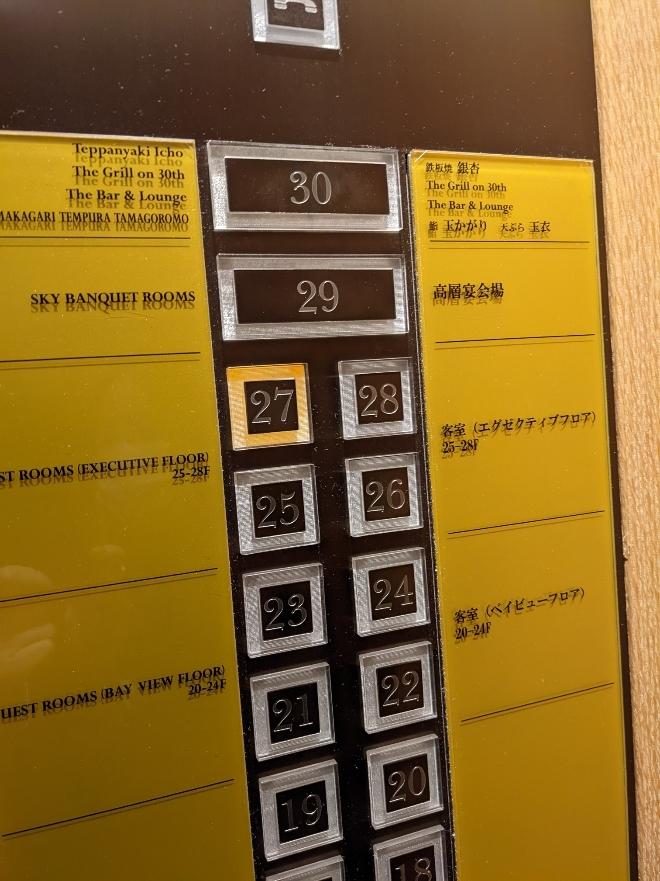 Teppanyaki Icho
The Grill on 30th
The Bar & Lounge
MAKAGARI TEMPURA TAMAGOROMO
SKY BANQUET ROOMS
ST ROOMS (EXECUTIVE FLOOR)
25-28F
UEST ROOMS (BAY VIEW FLOOR)
20-24F
30
29
27 28
25 26
23 24
21 22
19 20
18
鉄板焼 銀杏
The Grill on 30th
The Bar & Lounge
鮨 玉かがり 天ぷら 玉衣
高層宴会場
客室（エグゼクティブフロア）
25-28F
客室（ベイビューフロア）
20-24F